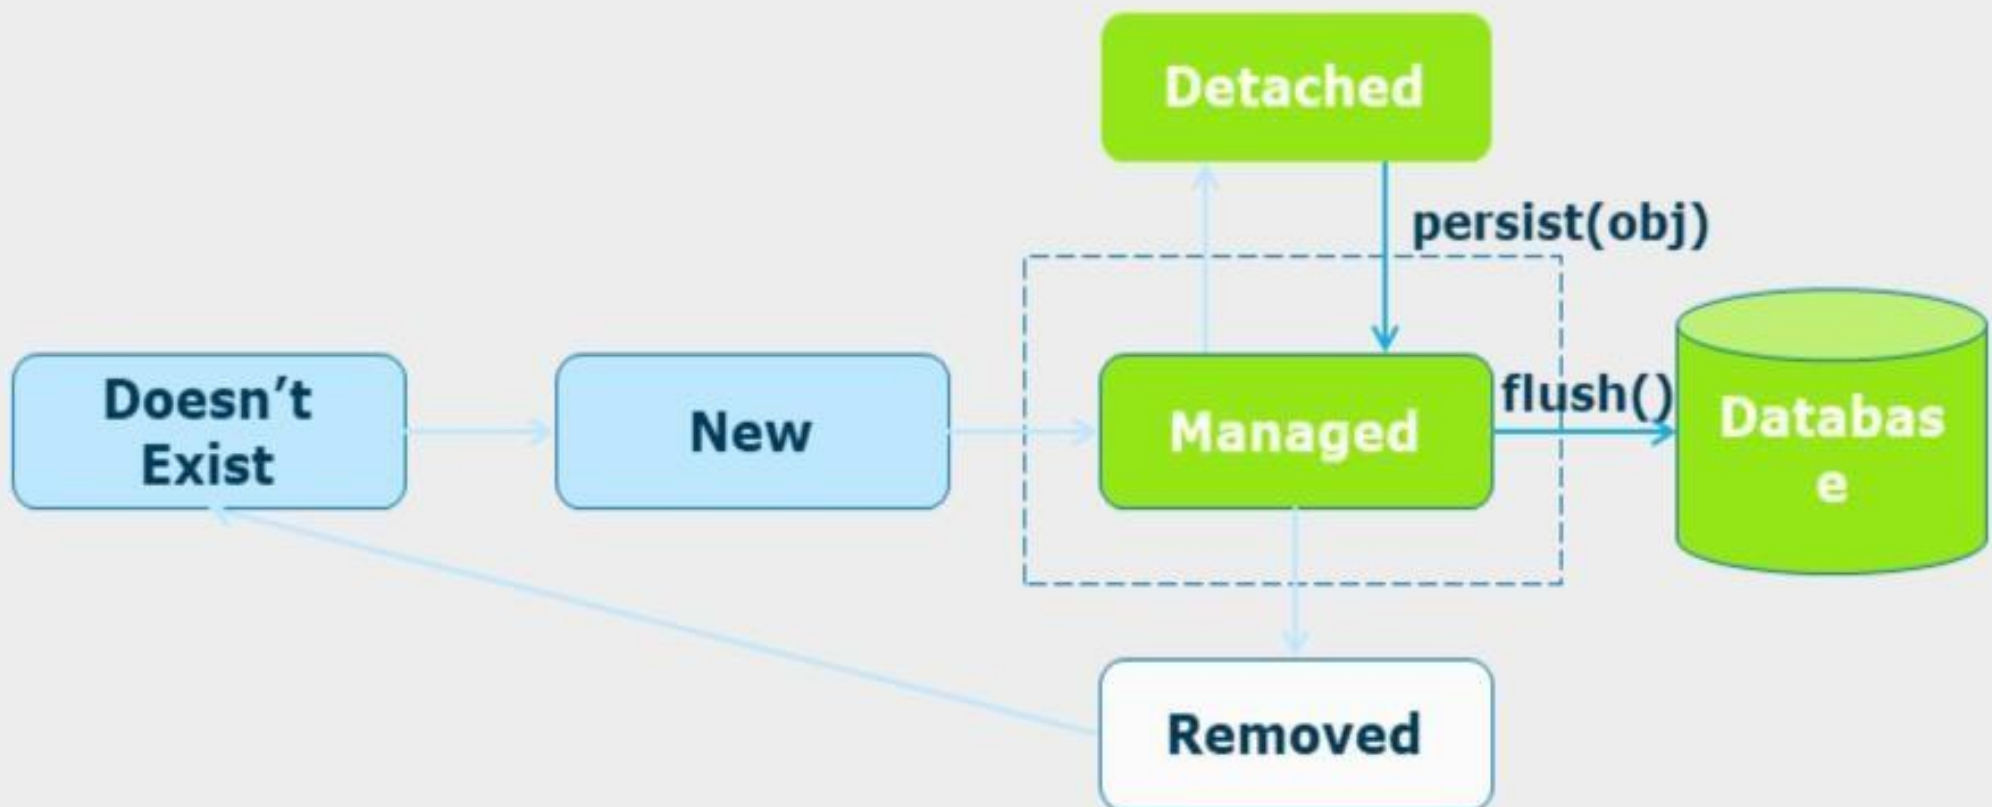 Detached
persist(obj)
Doesn’t
Exist
New
Managed
flush()
Databas
e
Removed